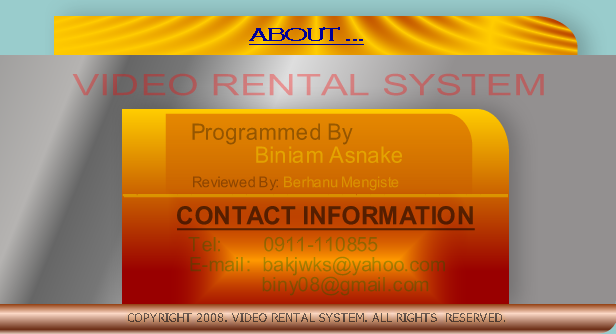 ABOUT ...
VIDEO RENTAL SYSTEM
Programmed By
Biniam Asnake
Reviewed By: Berhanu Mengiste
CONTACT INFORMATION
Tel: 0911-110855
E-mail: bakjwks@yahoo.com
biny08@gmail.com
COPYRIGHT 2008. VIDEO RENTAL SYSTEM. ALL RIGHTS RESERVED.